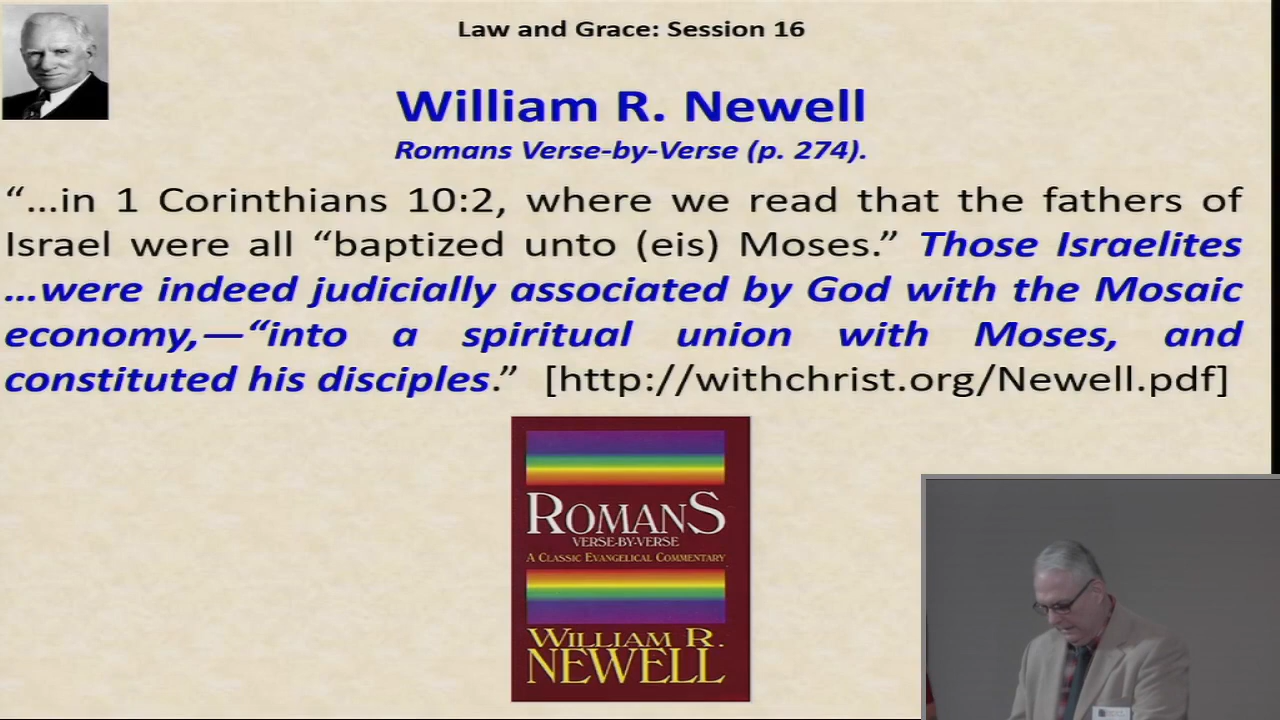 Law and Grace: Session 16
William R. Newell
Romans Verse-by-Verse (p. 274).
“…in 1 Corinthians 10:2, where we read that the fathers of
Israel were all “baptized unto (eis) Moses.” Those Israelites
…were indeed judicially associated by God with the Mosaic
economy,—“into a spiritual union with Moses, and
constituted his disciples.” [http://withchrist.org/Newell.pdf]
ROMANS
VERSE-BY-VERSE
A CLASSIC EVANGELICAL COMMENTARY
WILLIAM R.
NEWELL